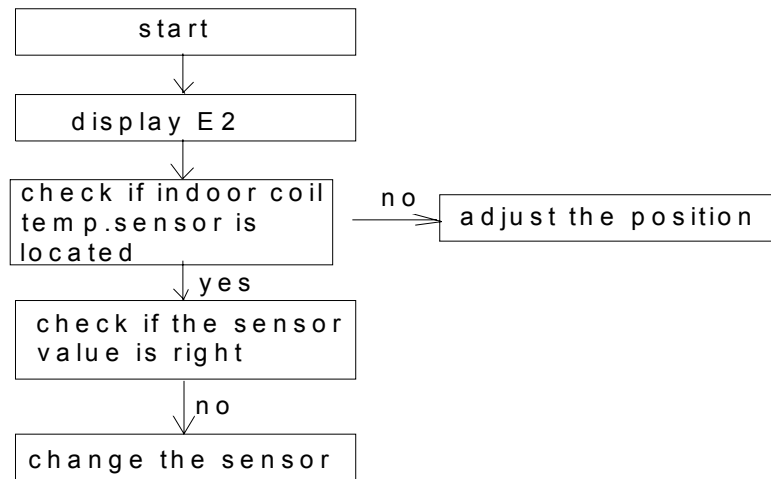 start
display E2
check if indoor coil
temp.sensor is
located
no
adjust the position
yes
check if the sensor
value is right
no
change the sensor